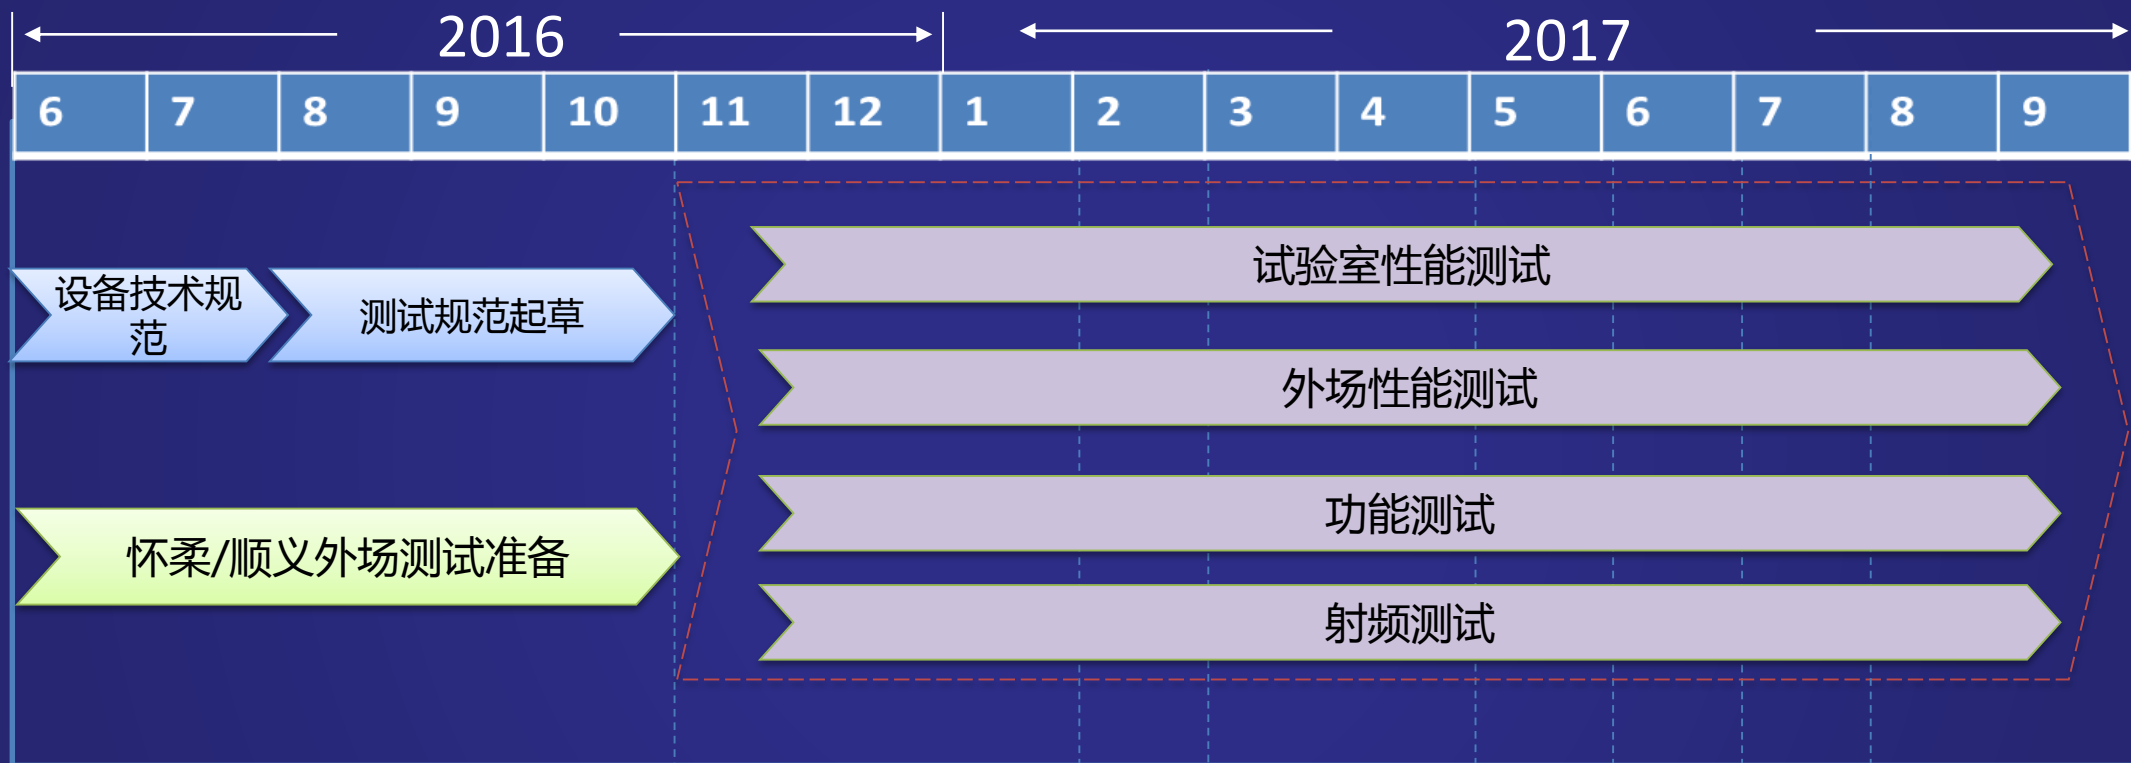 2016 2017
6 7 8 9 10 11 12 1 2 3 4 5 6 7 8 9
试验室性能测试
设备技术规
范
测试规范起草
外场性能测试
功能测试
怀柔/顺义外场测试准备
射频测试